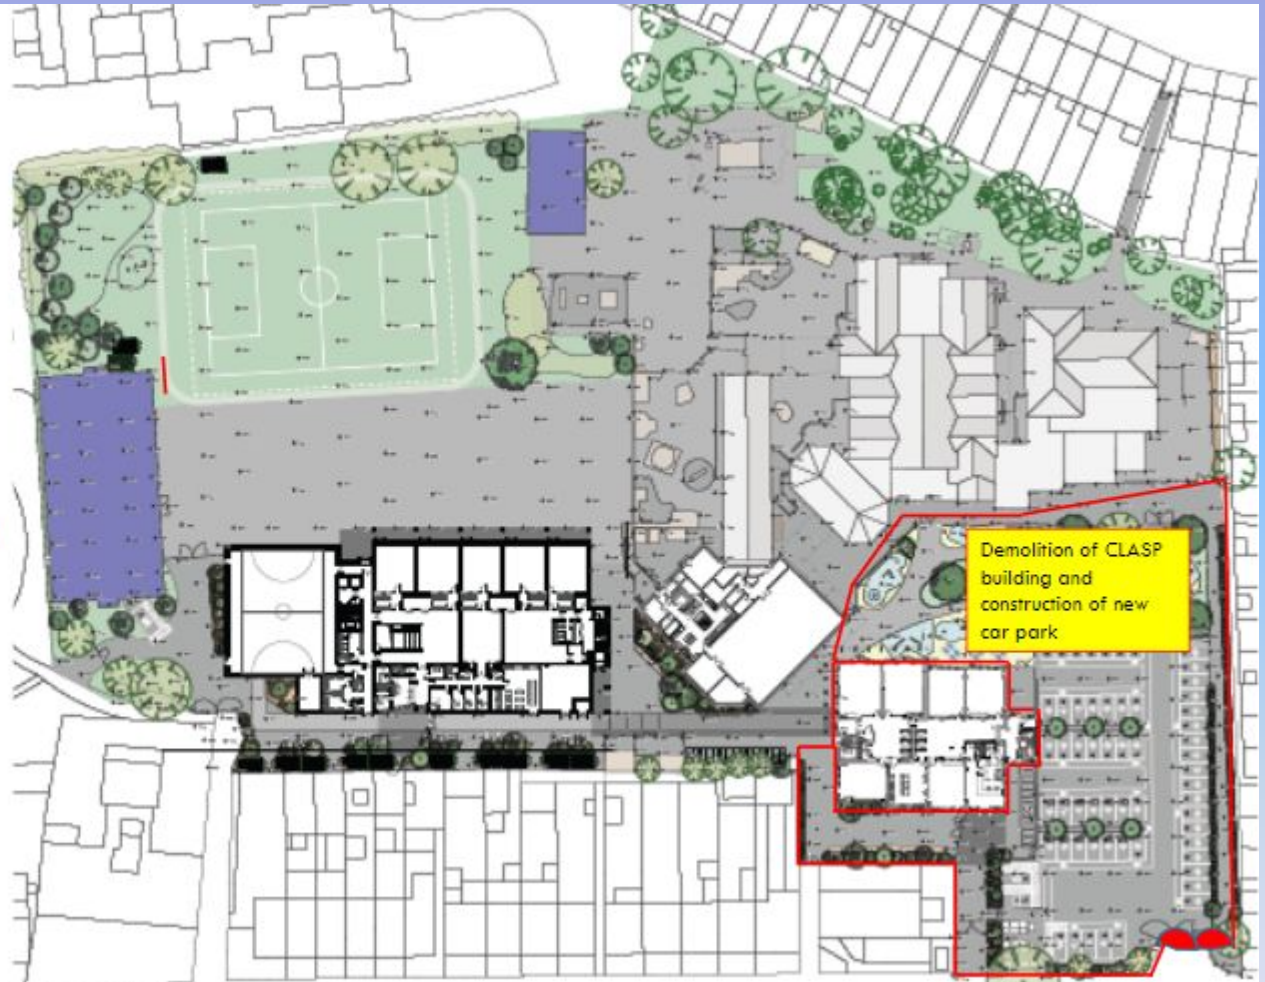 Demolition of CLASP
building and
construction of new
car park